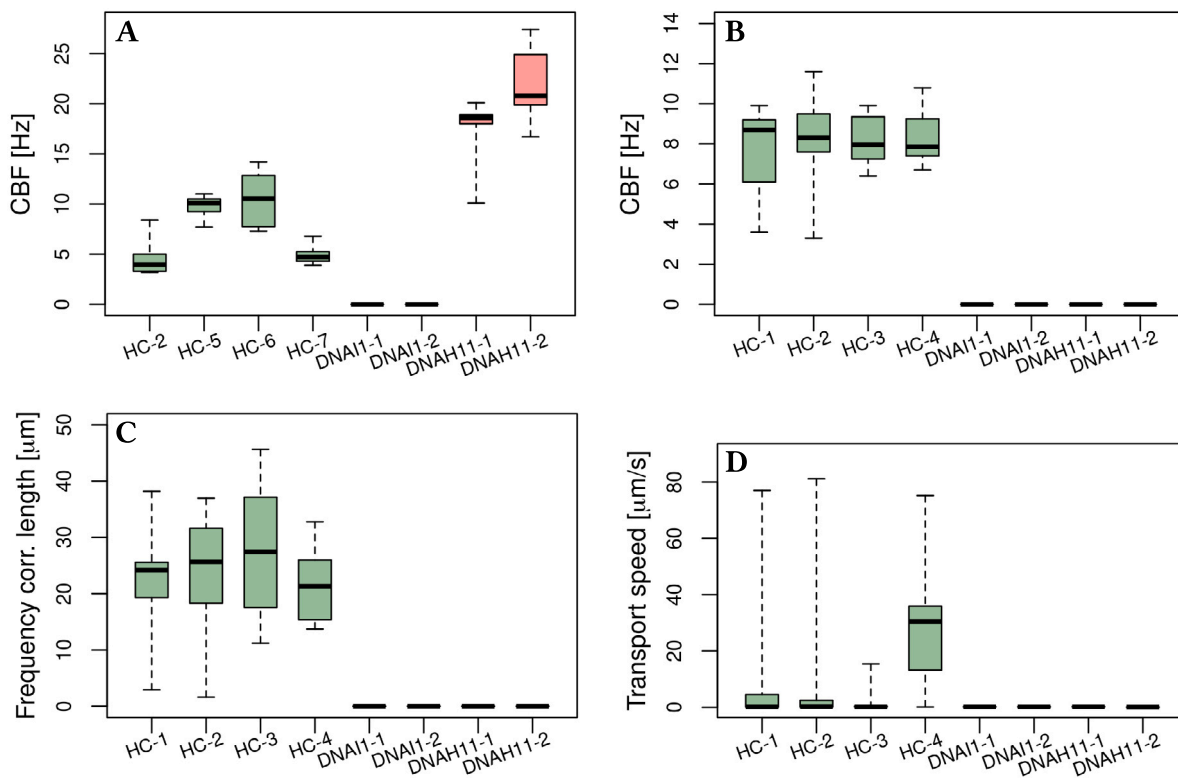 A
CBF [Hz]
25
20
15
10
5
0
HC-2 HC-5 HC-6 HC-7 DNAI1-1 DNAI1-2 DNAH11-1 DNAH11-2
B
CBF [Hz]
14
12
10
8
6
4
2
0
HC-1 HC-2 HC-3 HC-4 DNAI1-1 DNAI1-2 DNAH11-1 DNAH11-2
C
Frequency corr. length [μm]
50
40
30
20
10
0
HC-1 HC-2 HC-3 HC-4 DNAI1-1 DNAI1-2 DNAH11-1 DNAH11-2
D
Transport speed [μm/s]
80
60
40
20
0
HC-1 HC-2 HC-3 HC-4 DNAI1-1 DNAI1-2 DNAH11-1 DNAH11-2